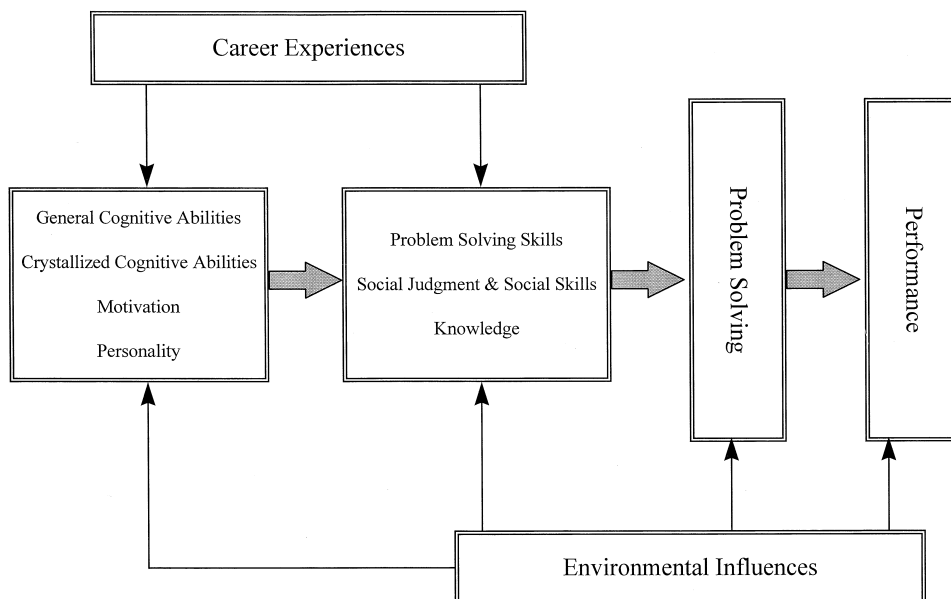 Career Experiences
General Cognitive Abilities
Crystallized Cognitive Abilities
Motivation
Personality
Problem Solving Skills
Social Judgment & Social Skills
Knowledge
Problem Solving
Performance
Environmental Influences